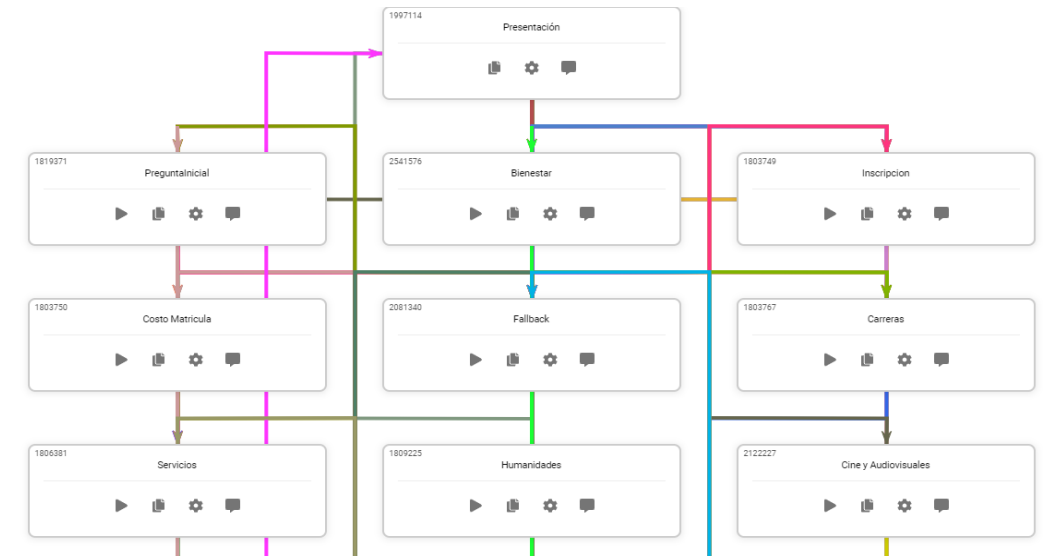 1997114
Presentación
1819371
PreguntaInicial
2541576
Bienestar
1803749
Inscripcion
1803750
Costo Matricula
2081340
Fallback
1803767
Carreras
1806381
Servicios
1809225
Humanidades
2122227
Cine y Audiovisuales